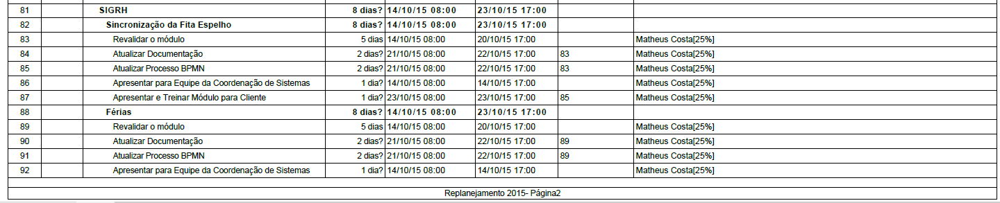 81 SIGRH 8 dias? 14/10/15 08:00 23/10/15 17:00
82 Sincronização da Fita Espelho 8 dias? 14/10/15 08:00 23/10/15 17:00
83 Revalidar o módulo 5 dias 14/10/15 08:00 20/10/15 17:00 Matheus Costa[25%]
84 Atualizar Documentação 2 dias? 21/10/15 08:00 22/10/15 17:00 83 Matheus Costa[25%]
85 Atualizar Processo BPMN 2 dias? 21/10/15 08:00 22/10/15 17:00 83 Matheus Costa[25%]
86 Apresentar para Equipe da Coordenação de Sistemas 1 dia? 14/10/15 08:00 14/10/15 17:00 Matheus Costa[25%]
87 Apresentar e Treinar Módulo para Cliente 1 dia? 23/10/15 08:00 23/10/15 17:00 85 Matheus Costa[25%]
88 Férias 8 dias? 14/10/15 08:00 23/10/15 17:00
89 Revalidar o módulo 5 dias 14/10/15 08:00 20/10/15 17:00 Matheus Costa[25%]
90 Atualizar Documentação 2 dias? 21/10/15 08:00 22/10/15 17:00 89 Matheus Costa[25%]
91 Atualizar Processo BPMN 2 dias? 21/10/15 08:00 22/10/15 17:00 89 Matheus Costa[25%]
92 Apresentar para Equipe da Coordenação de Sistemas 1 dia? 14/10/15 08:00 14/10/15 17:00 Matheus Costa[25%]
Replanejamento 2015- Página2